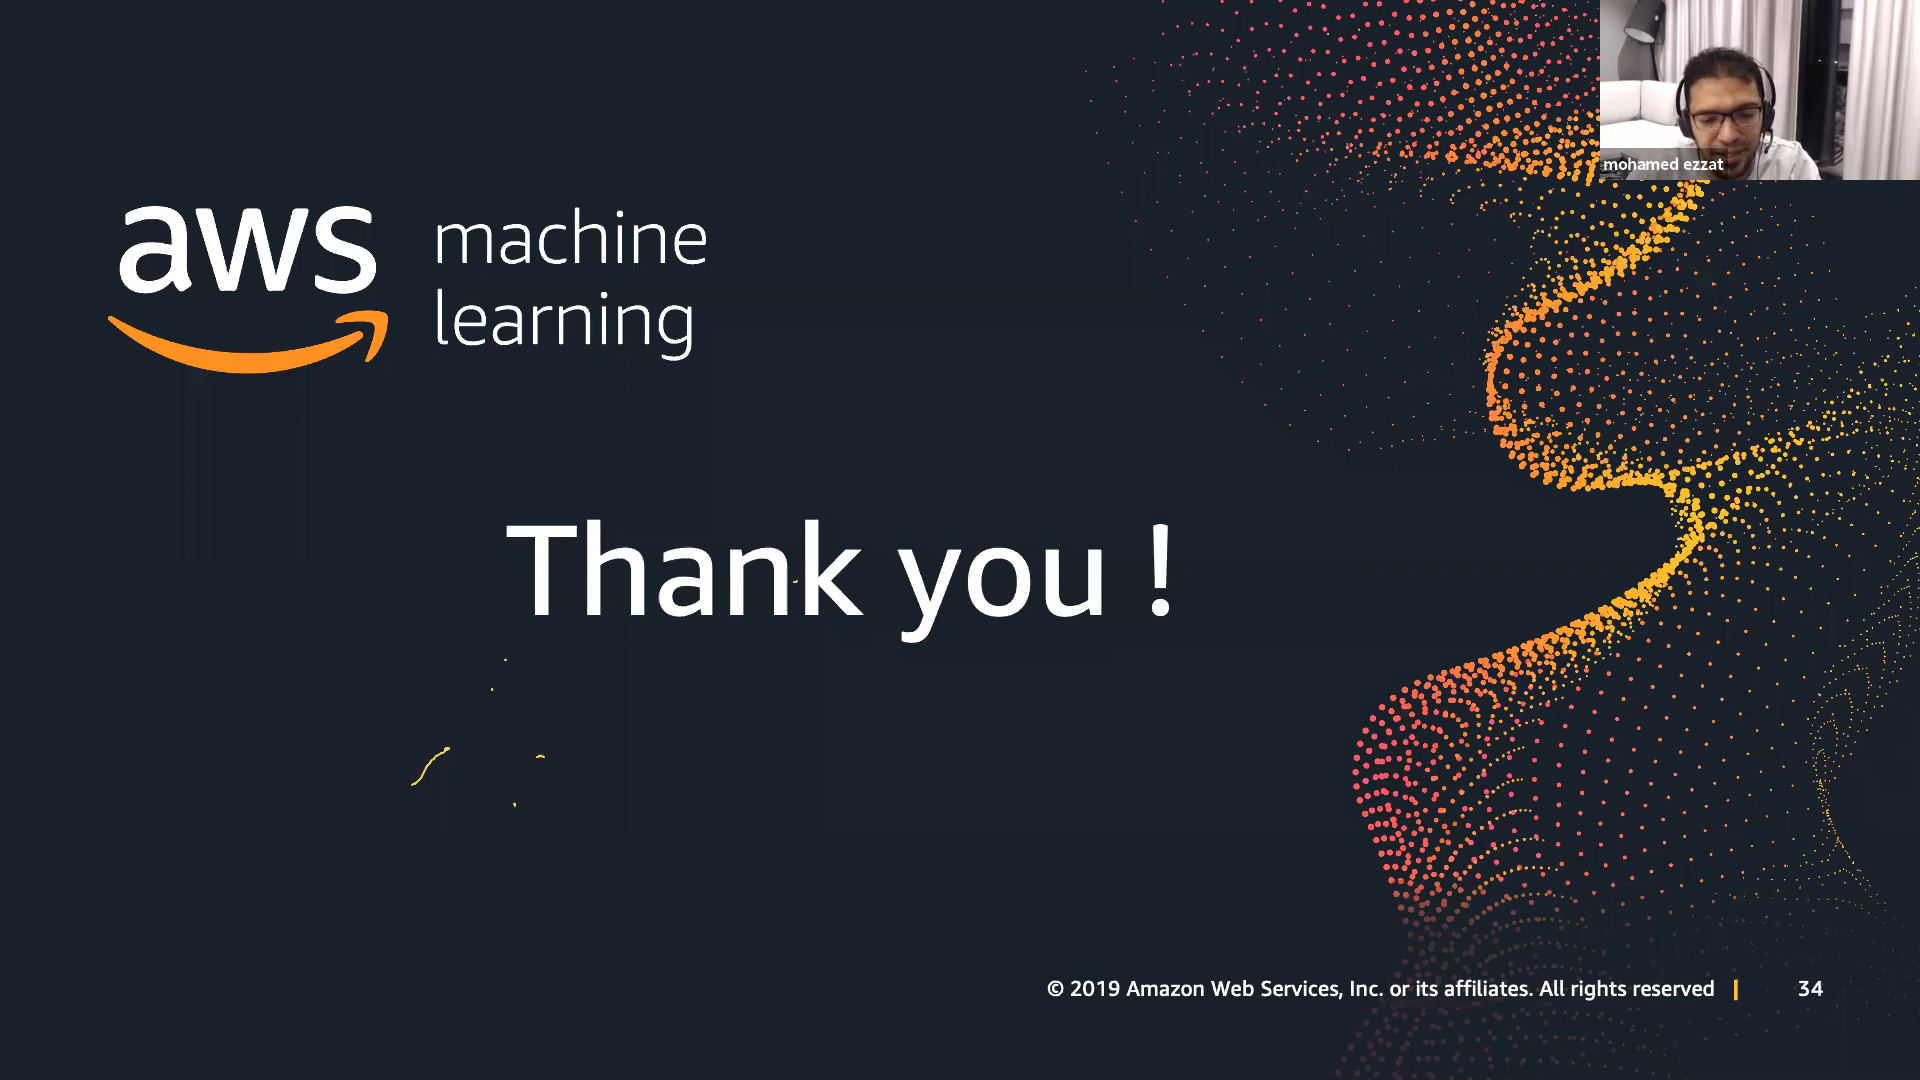 mohamed ezzat
aws
machine
learning
Thank you !
© 2019 Amazon Web Services, Inc. or its affiliates. All rights reserved | 34